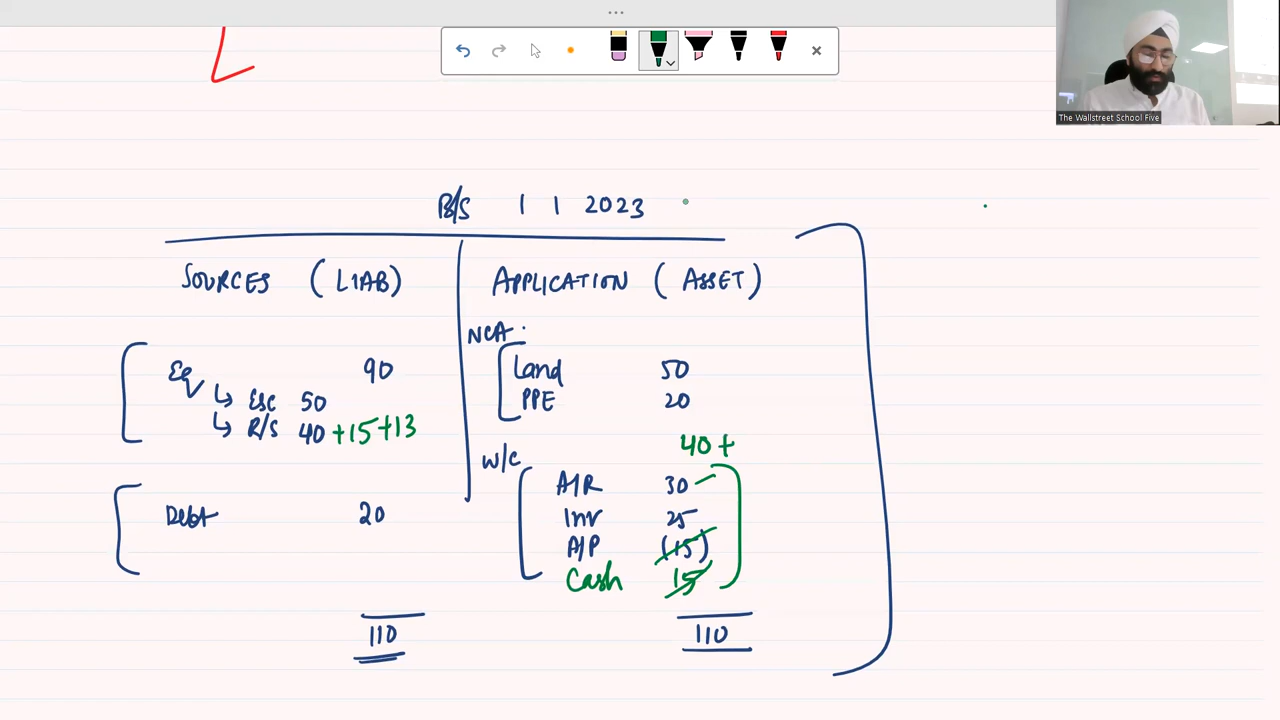 The Wallstreet School Five
B/S 1 1 2023
SOURCES (LIAB)
APPLICATION (ASSET)
NCA:
Eq 90
↳ Esc 50
↳ R/S 40 +15+13
Land 50
PPE 20
40+
W/C
A/R 30
Inv 25
A/P (15)
Cash 15
Debt 20
110
110